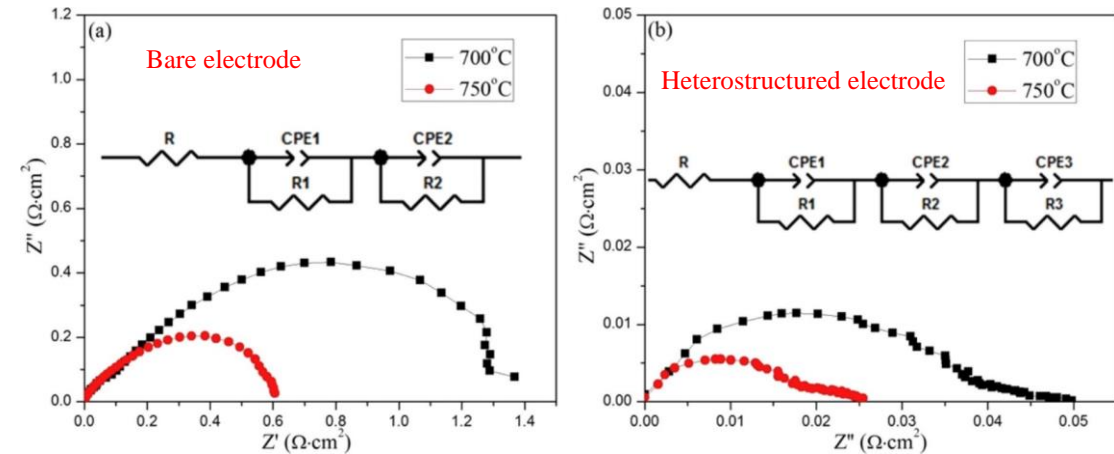 (a)
Bare electrode
700°C
750°C
R
CPE1
CPE2
R1
R2
Z" (Ω·cm²)
1.2
1.0
0.8
0.6
0.4
0.2
0.0
0.0 0.2 0.4 0.6 0.8 1.0 1.2 1.4
Z' (Ω·cm²)
(b)
Heterostructured electrode
700°C
750°C
R
CPE1
CPE2
CPE3
R1
R2
R3
Z" (Ω·cm²)
0.05
0.04
0.03
0.02
0.01
0.00
0.00 0.01 0.02 0.03 0.04 0.05
Z" (Ω·cm²)